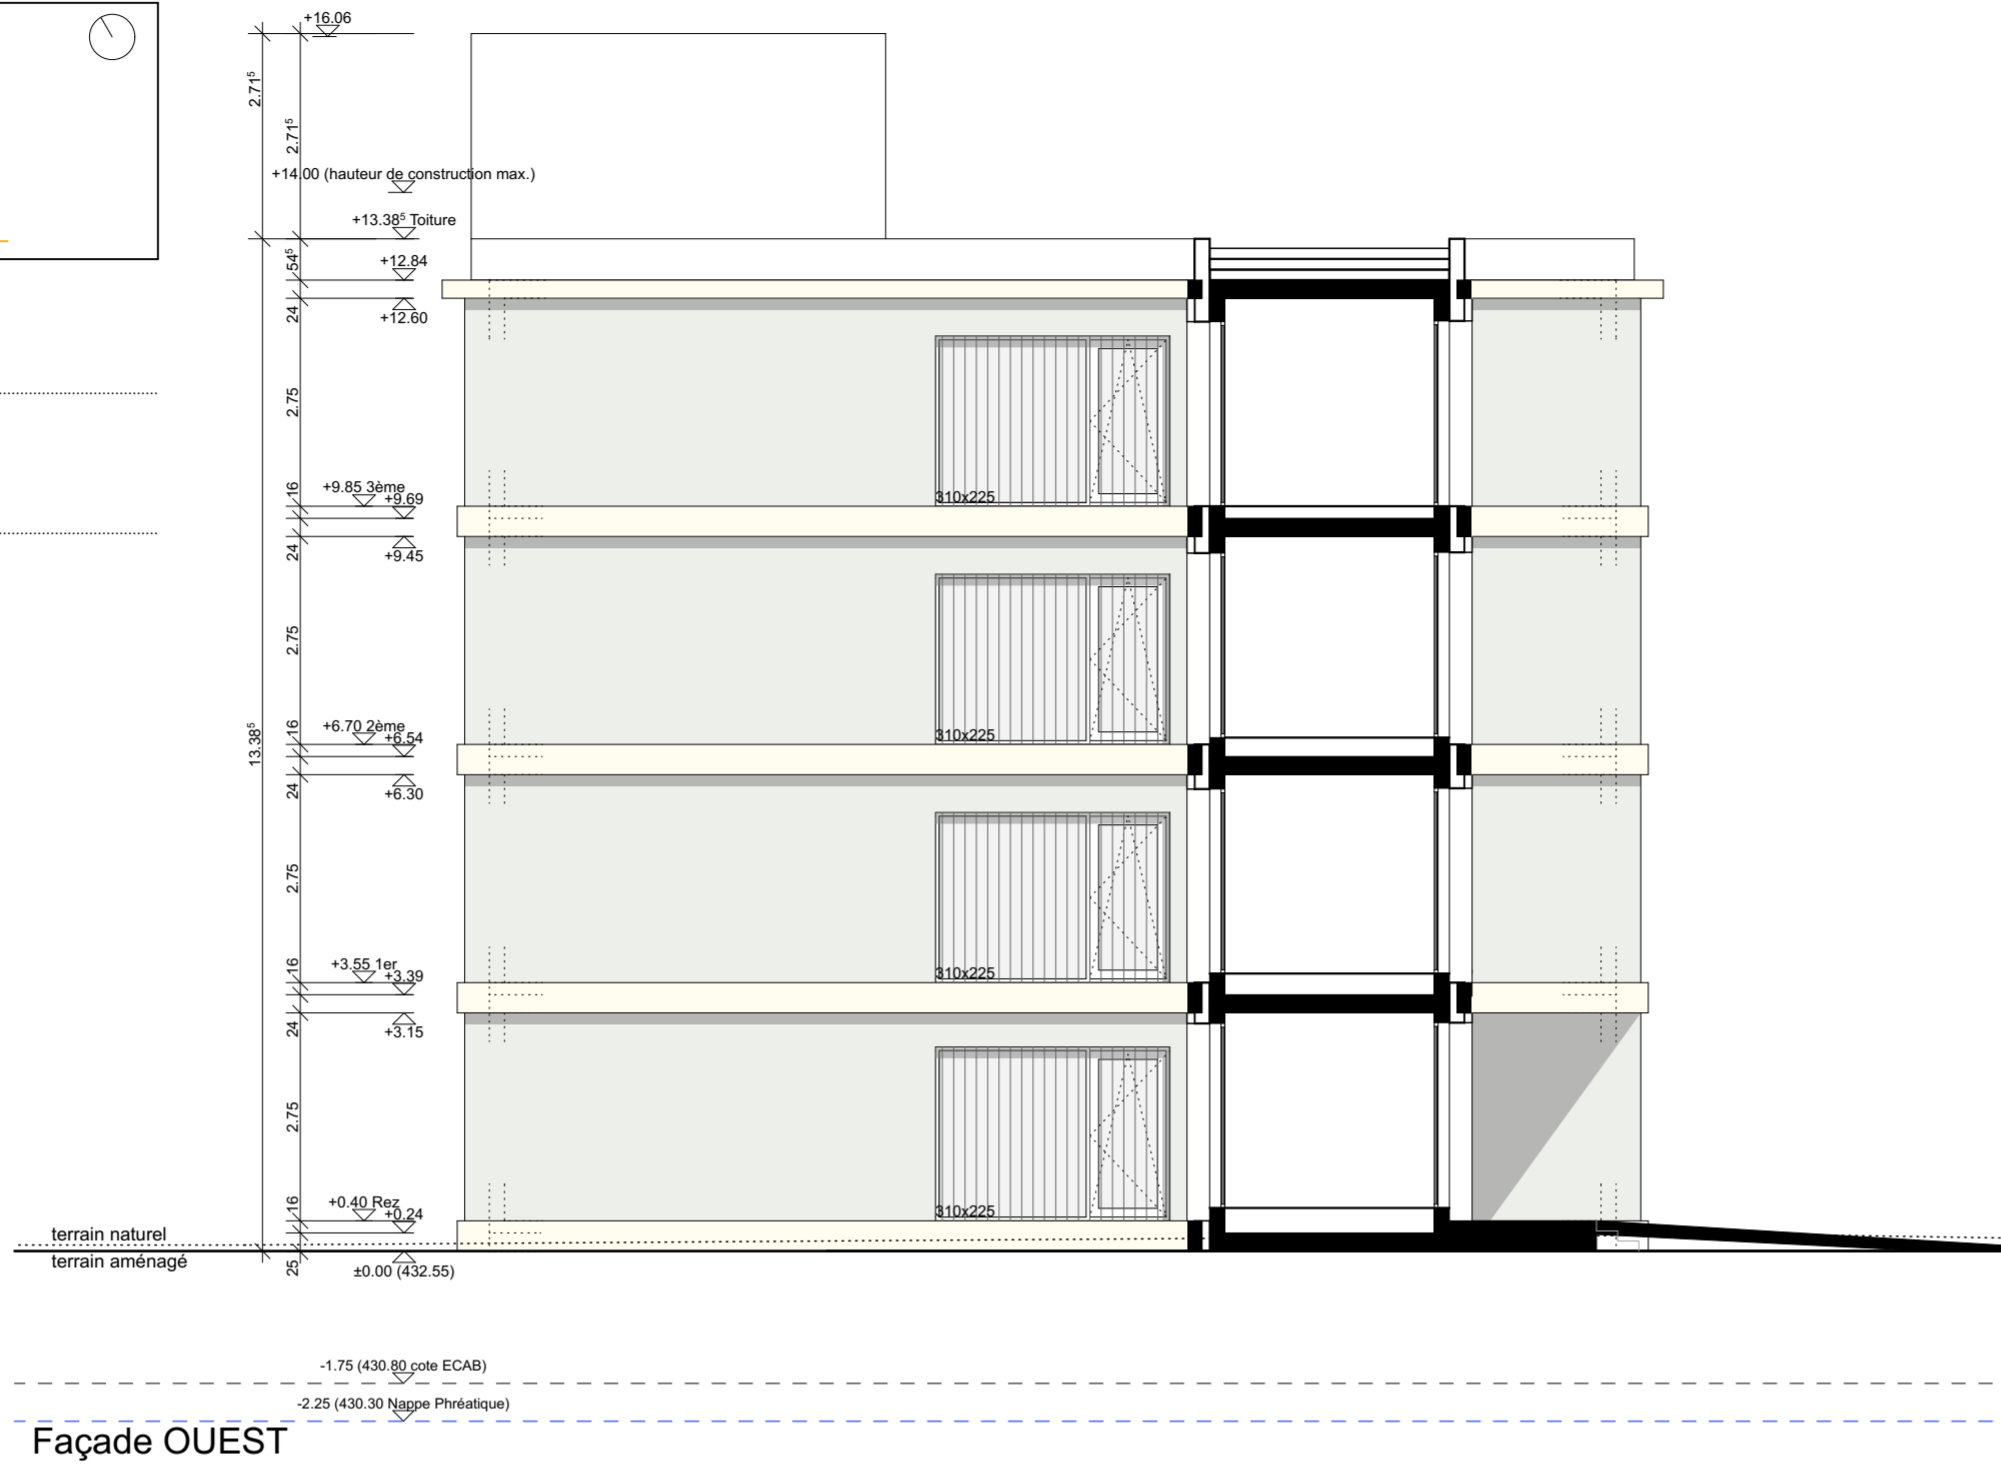 +16.06
2.71⁵
2.71⁵
+14.00 (hauteur de construction max.)
+13.38⁵ Toiture
54⁵
+12.84
24
+12.60
2.75
310x225
16
+9.85 3ème
+9.69
24
+9.45
2.75
310x225
16
+6.70 2ème
+6.54
13.38⁵
24
+6.30
2.75
310x225
16
+3.55 1er
+3.39
24
+3.15
2.75
310x225
16
+0.40 Rez
+0.24
terrain naturel
terrain aménagé
25
±0.00 (432.55)
-1.75 (430.80 cote ECAB)
-2.25 (430.30 Nappe Phréatique)
Façade OUEST